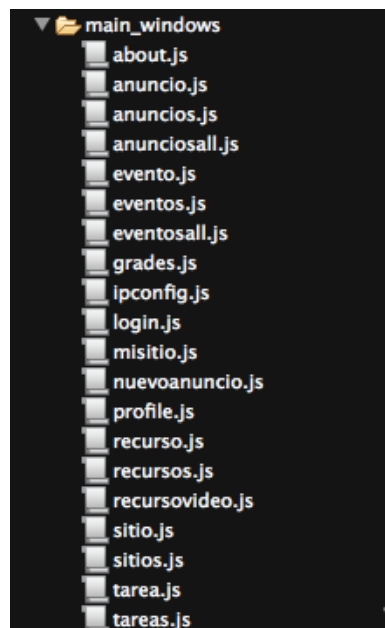 main_windows
about.js
anuncio.js
anuncios.js
anunciosall.js
evento.js
eventos.js
eventosall.js
grades.js
ipconfig.js
login.js
misitio.js
nuevoanuncio.js
profile.js
recurso.js
recursos.js
recursovideo.js
sitio.js
sitios.js
tarea.js
tareas.js